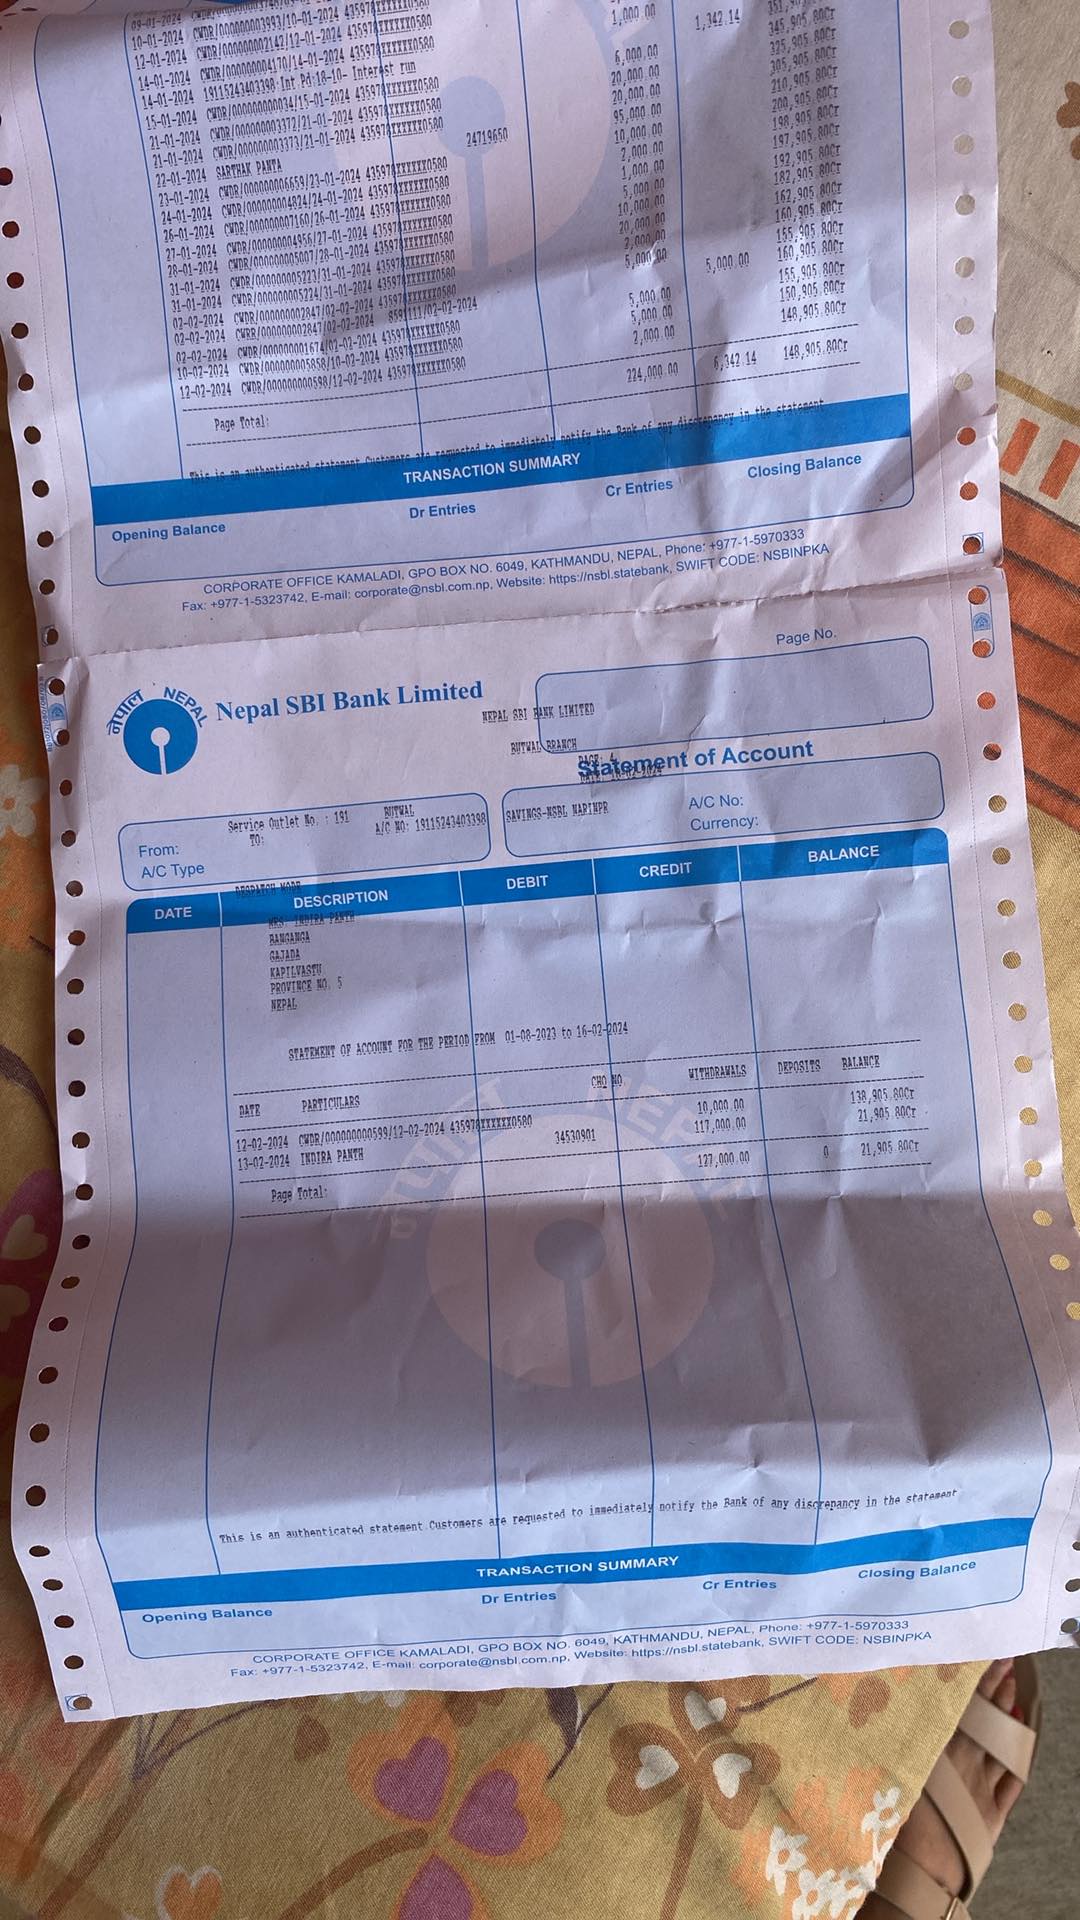 10-01-2024 CWDR/000000003993/10-01-2024 435978XXXXXX0580 1,000.00
12-01-2024 CWDR/000000002142/12-01-2024 435978XXXXXX0580 1,342.14 345,905.80Cr
14-01-2024 CWDR/000000004170/14-01-2024 435978XXXXXX0580 6,000.00 325,905.80Cr
14-01-2024 19115243403398:Int Pd:18-10- Interest run 20,000.00 305,905.80Cr
15-01-2024 CWDR/000000000034/15-01-2024 435978XXXXXX0580 20,000.00 210,905.80Cr
21-01-2024 CWDR/000000003372/21-01-2024 435978XXXXXX0580 95,000.00 200,905.80Cr
21-01-2024 CWDR/000000003373/21-01-2024 435978XXXXXX0580 10,000.00 198,905.80Cr
22-01-2024 SARTHAK PANTA 24719650 2,000.00 197,905.80Cr
23-01-2024 CWDR/000000006659/23-01-2024 435978XXXXXX0580 1,000.00 192,905.80Cr
24-01-2024 CWDR/000000004824/24-01-2024 435978XXXXXX0580 5,000.00 182,905.80Cr
26-01-2024 CWDR/000000007160/26-01-2024 435978XXXXXX0580 10,000.00 162,905.80Cr
27-01-2024 CWDR/000000004956/27-01-2024 435978XXXXXX0580 20,000.00 160,905.80Cr
28-01-2024 CWDR/000000005007/28-01-2024 435978XXXXXX0580 2,000.00 155,905.80Cr
31-01-2024 CWDR/000000005223/31-01-2024 435978XXXXXX0580 5,000.00 5,000.00 160,905.80Cr
31-01-2024 CWDR/000000005224/31-01-2024 435978XXXXXX0580 155,905.80Cr
02-02-2024 CWDR/000000002847/02-02-2024 435978XXXXXX0580 5,000.00 150,905.80Cr
02-02-2024 CWRR/000000002847/02-02-2024 8591111/02-02-2024 5,000.00 148,905.80Cr
02-02-2024 CWDR/000000001674/02-02-2024 435978XXXXXX0580 2,000.00
10-02-2024 CWDR/000000005858/10-02-2024 435978XXXXXX0580
12-02-2024 CWDR/000000000598/12-02-2024 435978XXXXXX0580
Page Total: 224,000.00 6,342.14 148,905.80Cr
This is an authenticated statement Customers are requested to immediately notify the Bank of any discrepancy in the statement
TRANSACTION SUMMARY
Opening Balance Dr Entries Cr Entries Closing Balance
CORPORATE OFFICE KAMALADI, GPO BOX NO. 6049, KATHMANDU, NEPAL, Phone: +977-1-5970333
Fax: +977-1-5323742, E-mail: corporate@nsbl.com.np, Website: https://nsbl.statebank, SWIFT CODE: NSBINPKA
Page No.
नेपाल NEPAL
Nepal SBI Bank Limited
NEPAL SBI BANK LIMITED
BUTWAL BRANCH
PAGE: 4
Statement of Account
DATE: 16-02-2024
Service Outlet No. : 191 BUTWAL
TO: A/C NO: 19115243403398 SAVINGS-NSBL NARINPR
From: A/C No:
A/C Type Currency:
DESPATCH MODE
DATE DESCRIPTION DEBIT CREDIT BALANCE
MRS. INDIRA PANTH
BANGANGA
GAJADA
KAPILVASTU
PROVINCE NO. 5
NEPAL
STATEMENT OF ACCOUNT FOR THE PERIOD FROM 01-08-2023 to 16-02-2024
DATE PARTICULARS CHQ NO. WITHDRAWALS DEPOSITS BALANCE
12-02-2024 CWDR/000000000599/12-02-2024 435978XXXXXX0580 10,000.00 138,905.80Cr
13-02-2024 INDIRA PANTH 34530901 117,000.00 21,905.80Cr
Page Total: 127,000.00 0 21,905.80Cr
This is an authenticated statement Customers are requested to immediately notify the Bank of any discrepancy in the statement
TRANSACTION SUMMARY
Opening Balance Dr Entries Cr Entries Closing Balance
CORPORATE OFFICE KAMALADI, GPO BOX NO. 6049, KATHMANDU, NEPAL, Phone: +977-1-5970333
Fax: +977-1-5323742, E-mail: corporate@nsbl.com.np, Website: https://nsbl.statebank, SWIFT CODE: NSBINPKA